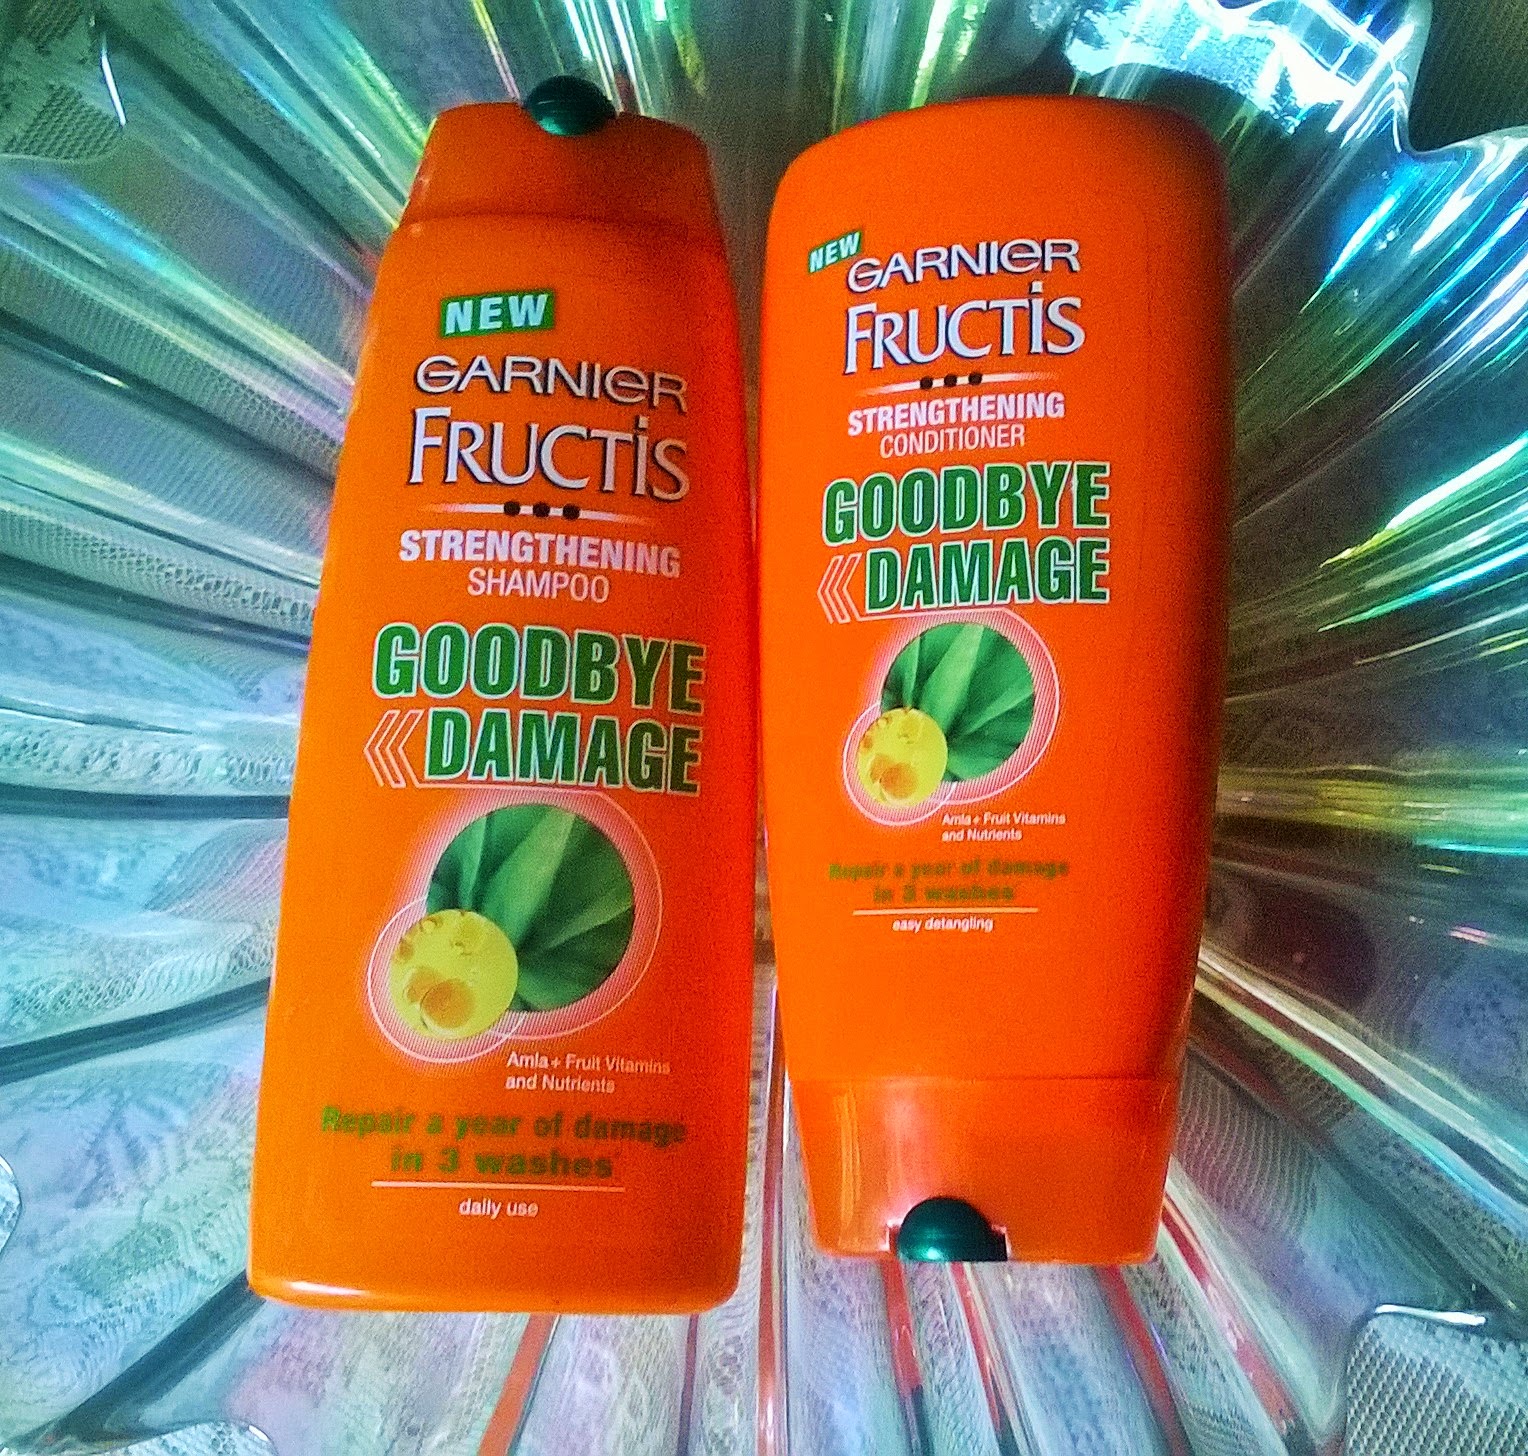 NEW
GARNIER
FRUCTIS
STRENGTHENING
SHAMPOO
GOODBYE
DAMAGE
Amla + Fruit Vitamins
and Nutrients
Repair a year of damage
in 3 washes*
daily use
NEW
GARNIER
FRUCTIS
STRENGTHENING
CONDITIONER
GOODBYE
DAMAGE
Amla + Fruit Vitamins
and Nutrients
Repair a year of damage
in 3 washes*
easy detangling